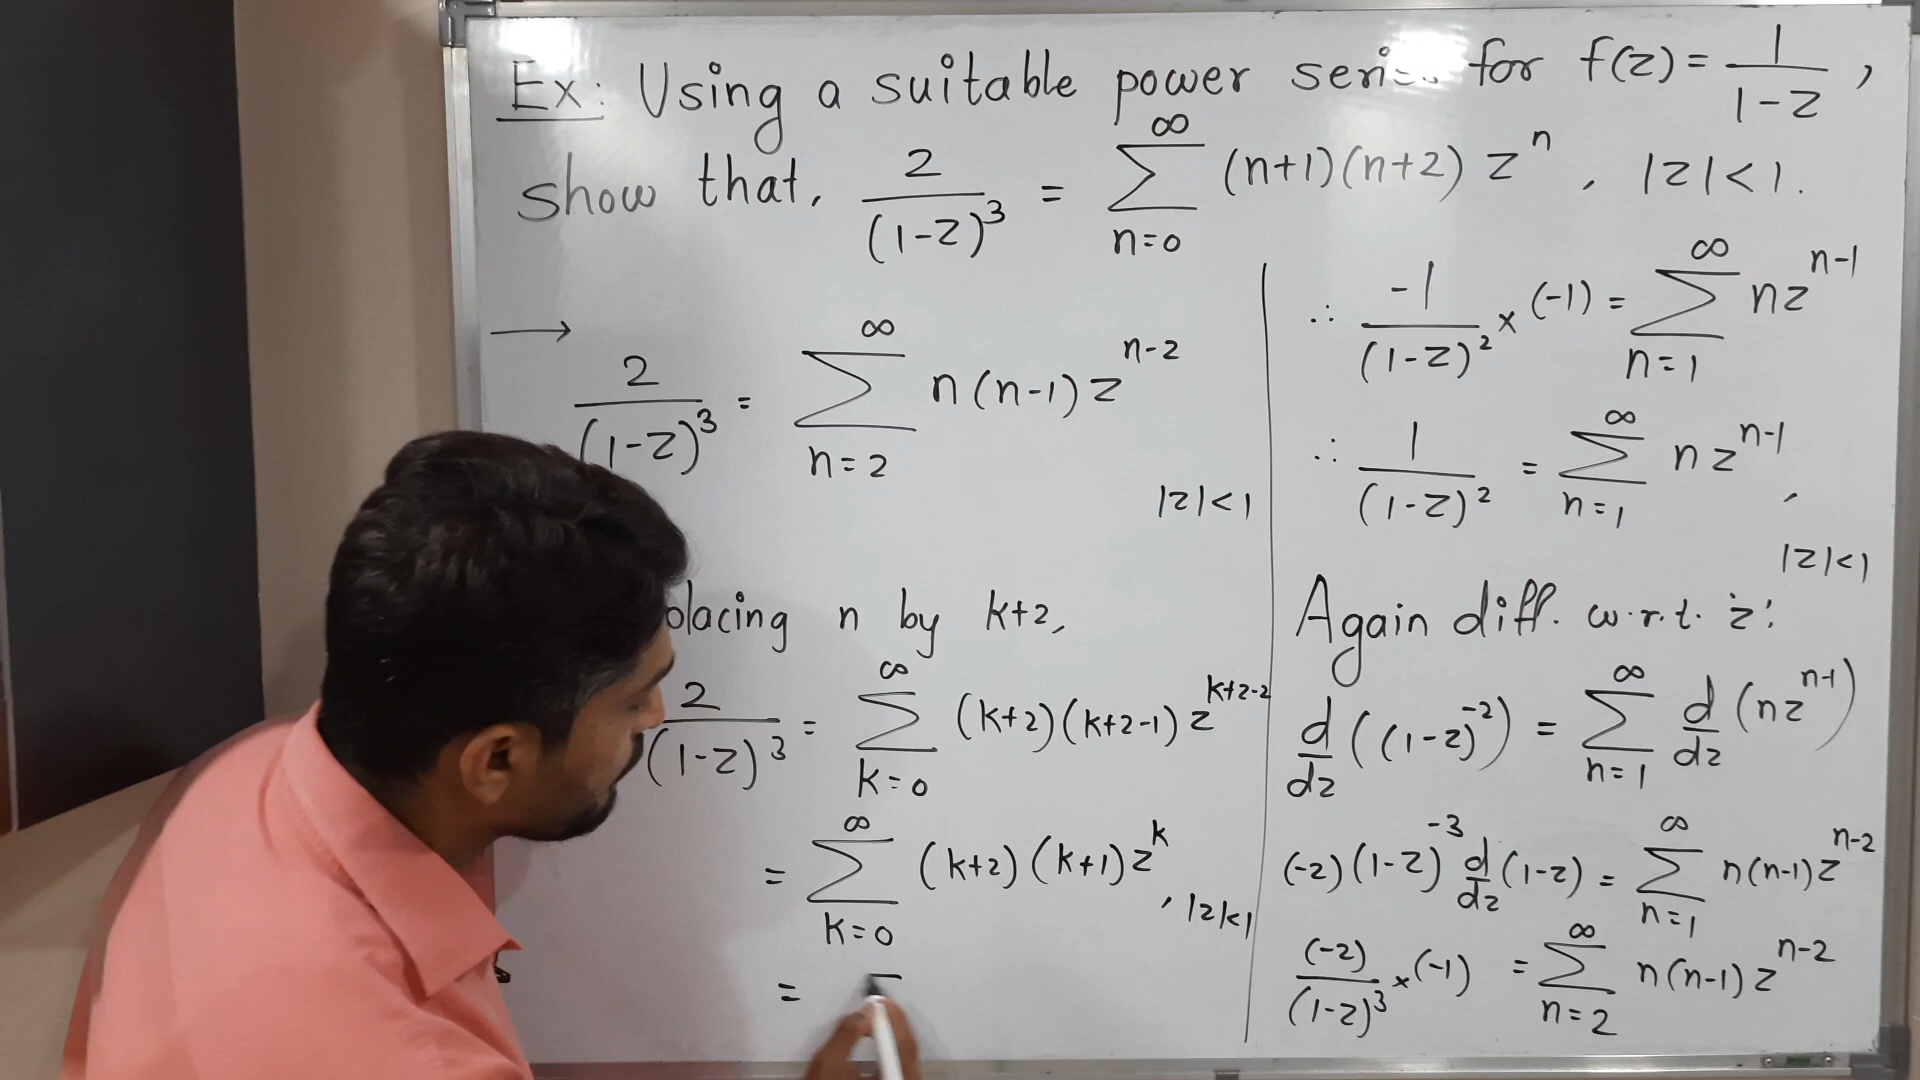 Ex: Using a suitable power for f(z) = 1/(1-z) ,
show that, 2/(1-z)^3 = ∑_{n=0}^{∞} (n+1)(n+2) z^n , |z|<1.
⟶
2/(1-z)^3 = ∑_{n=2}^{∞} n(n-1) z^{n-2}
|z|<1
n by k+2,
2/(1-z)^3 = ∑_{k=0}^{∞} (k+2)(k+2-1) z^{k+2-2}
= ∑_{k=0}^{∞} (k+2)(k+1) z^k , |z|<1
=
∴ -1/(1-z)^2 × (-1) = ∑_{n=1}^{∞} n z^{n-1}
∴ 1/(1-z)^2 = ∑_{n=1}^{∞} n z^{n-1} ,
|z|<1
Again diff. w.r.t. 'z':
d/dz ((1-z)^{-2}) = ∑_{n=1}^{∞} d/dz (nz^{n-1})
(-2)(1-z)^{-3} d/dz (1-z) = ∑_{n=1}^{∞} n(n-1) z^{n-2}
(-2)/(1-z)^3 × (-1) = ∑_{n=2}^{∞} n(n-1) z^{n-2}